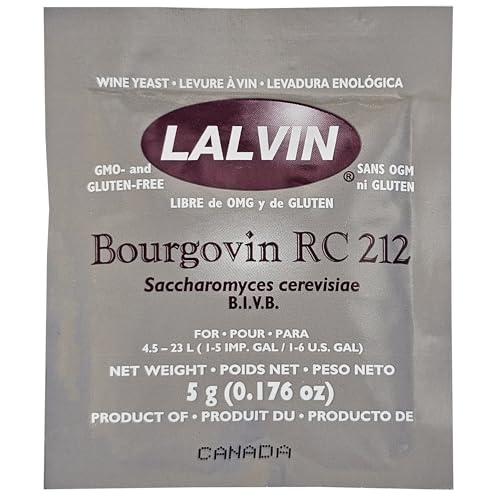 WINE YEAST • LEVURE À VIN • LEVADURA ENOLÓGICA
LALVIN®
GMO- and
GLUTEN-FREE
SANS OGM
ni GLUTEN
LIBRE de OMG y de GLUTEN
Bourgovin RC 212
Saccharomyces cerevisiae
B.I.V.B.
FOR • POUR • PARA
4.5 – 23 L ( 1-5 IMP. GAL / 1-6 U.S. GAL)
NET WEIGHT • POIDS NET • PESO NETO
5 g (0.176 oz)
PRODUCT OF • PRODUIT DU • PRODUCTO DE
CANADA